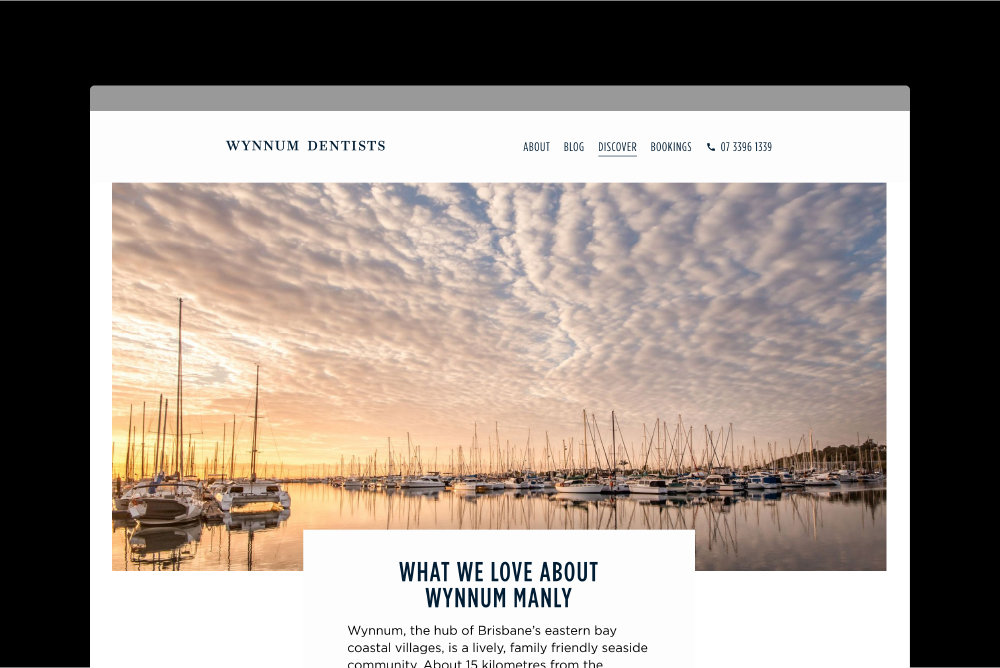 WYNNUM DENTISTS
ABOUT BLOG DISCOVER BOOKINGS 07 3396 1339
WHAT WE LOVE ABOUT
WYNNUM MANLY
Wynnum, the hub of Brisbane's eastern bay
coastal villages, is a lively, family friendly seaside
community. About 15 kilometres from the